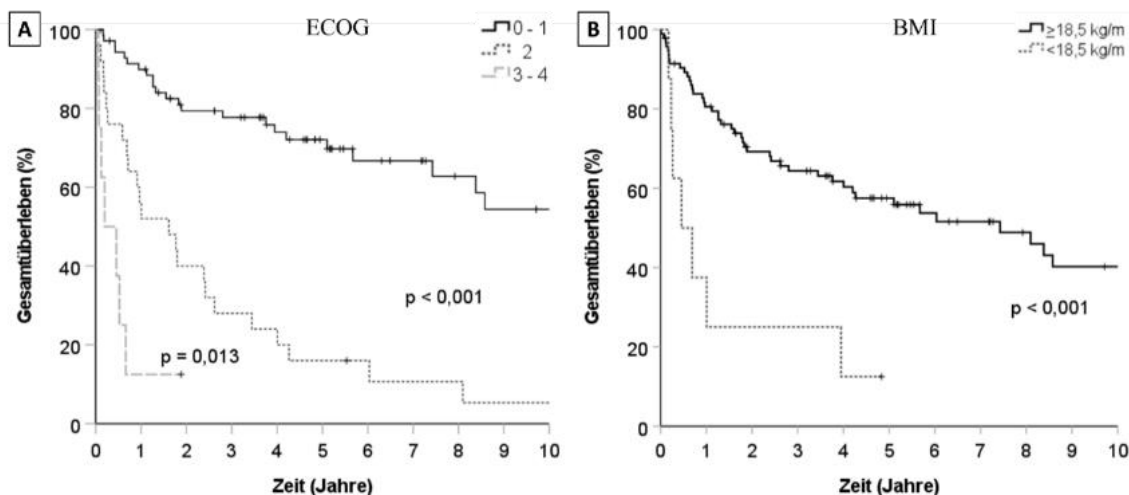 A
ECOG
0 - 1
2
3 - 4
Gesamtüberleben (%)
100
80
60
40
20
0
p < 0,001
p = 0,013
0 1 2 3 4 5 6 7 8 9 10
Zeit (Jahre)
B
BMI
≥18,5 kg/m
<18,5 kg/m
Gesamtüberleben (%)
100
80
60
40
20
0
p < 0,001
0 1 2 3 4 5 6 7 8 9 10
Zeit (Jahre)